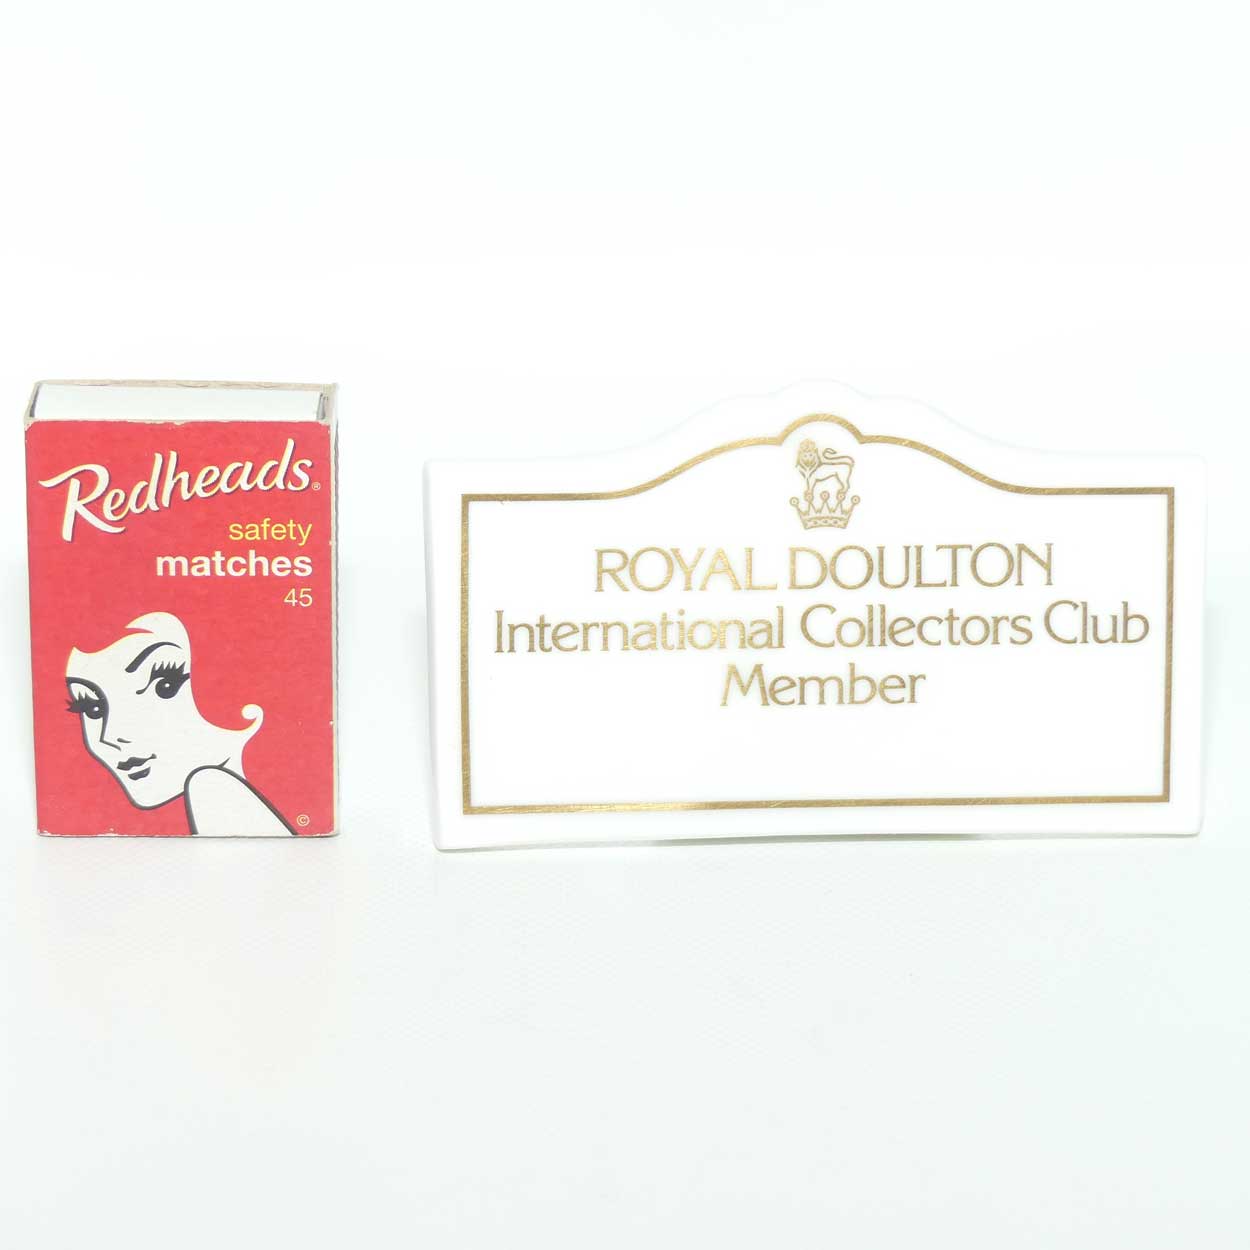 Redheads®
safety
matches
45
©
ROYAL DOULTON
International Collectors Club
Member